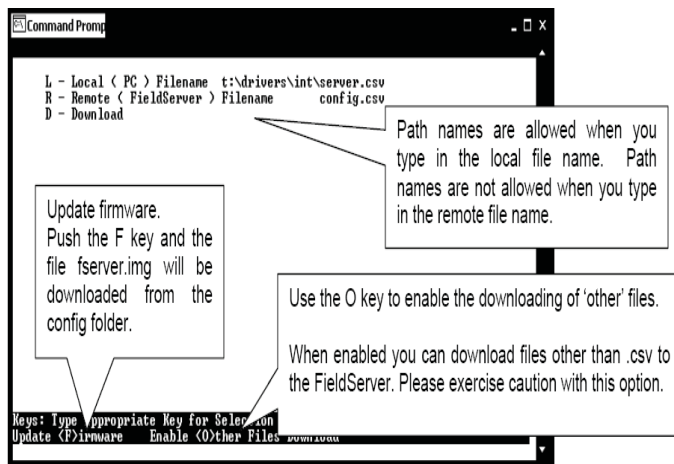 Command Promp
L - Local ( PC ) Filename t:\drivers\int\server.csv
R - Remote ( FieldServer ) Filename config.csv
D - Download
Path names are allowed when you
type in the local file name. Path
names are not allowed when you type
in the remote file name.
Update firmware.
Push the F key and the
file fserver.img will be
downloaded from the
config folder.
Use the O key to enable the downloading of ‘other’ files.
When enabled you can download files other than .csv to
the FieldServer. Please exercise caution with this option.
Keys: Type Appropriate Key for Selection
Update (F)irmware Enable (O)ther Files Download